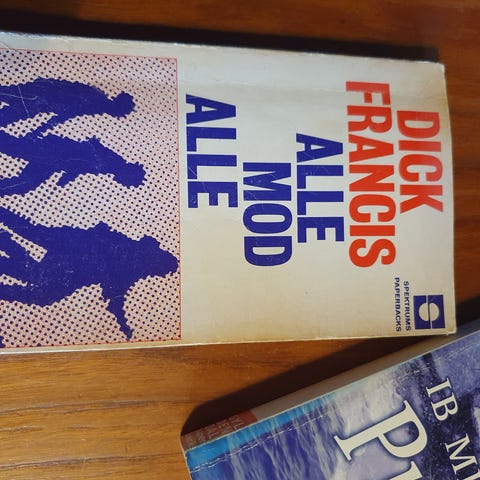 DICK
FRANCIS
ALLE
MOD
ALLE
SPEKTRUMS
PAPERBACKS
IB